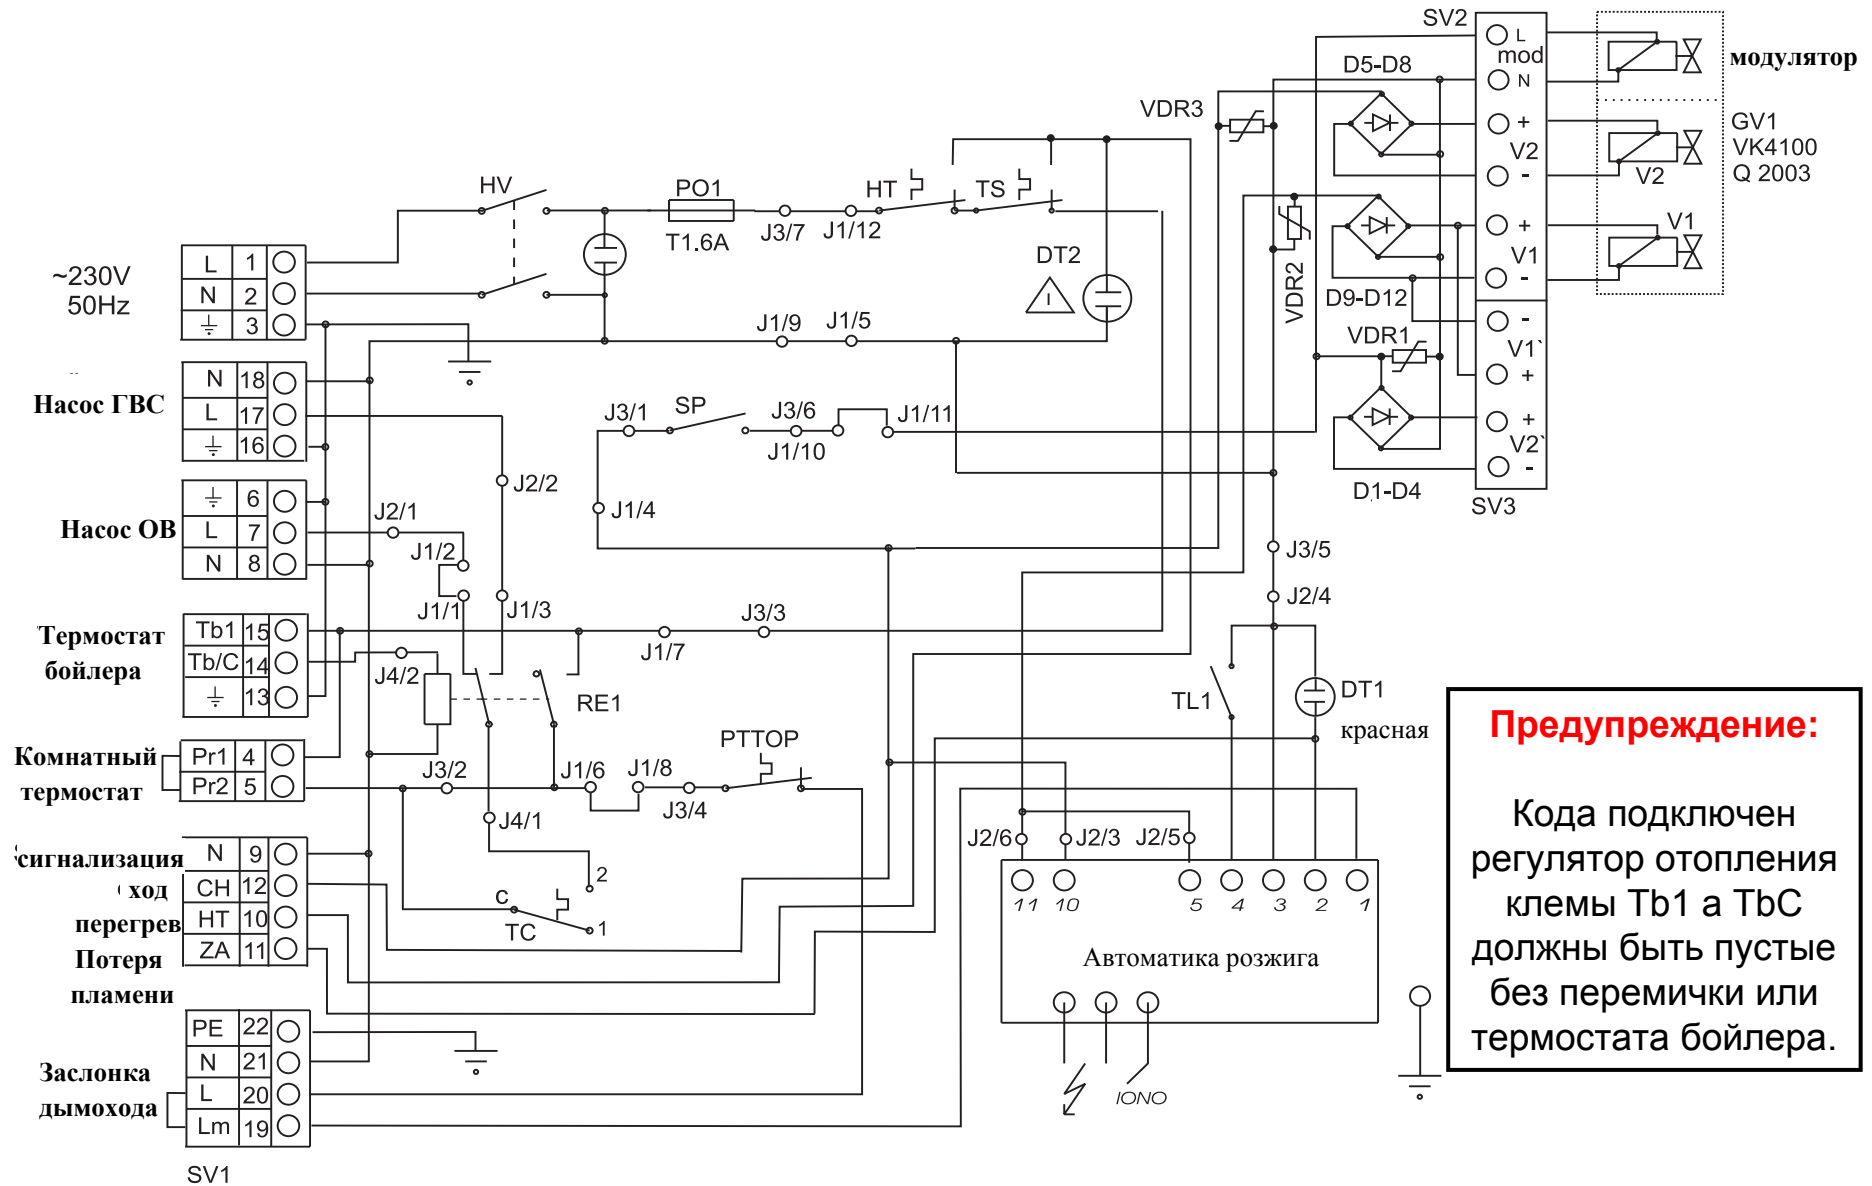 ~230V
50Hz
L 1
N 2
3
Насос ГВС
N 18
L 17
16
Насос ОВ
6
L 7
N 8
Термостат
бойлера
Tb1 15
Tb/C 14
13
Комнатный
термостат
Pr1 4
Pr2 5
сигнализация
ход
перегрев
Потеря
пламени
N 9
CH 12
HT 10
ZA 11
Заслонка
дымохода
PE 22
N 21
L 20
Lm 19
SV1
HV
PO1
T1.6A
J3/7
J1/12
HT
TS
DT2
J1/9
J1/5
J3/1
SP
J3/6
J1/10
J1/11
J1/4
J2/2
J2/1
J1/2
J1/1
J1/3
J3/3
J1/7
J4/2
RE1
J3/2
J1/6
J1/8
J3/4
PTTOP
J4/1
2
c
TC
1
VDR3
VDR2
VDR1
D5-D8
D9-D12
D1-D4
SV2
L
mod
N
+
V2
-
+
V1
-
-
V1`
+
+
V2`
-
SV3
модулятор
GV1
VK4100
Q 2003
V2
V1
J3/5
J2/4
TL1
DT1
красная
J2/6
J2/3
J2/5
11 10 5 4 3 2 1
Автоматика розжига
IONO
Предупреждение:
Кода подключен
регулятор отопления
клемы Tb1 а TbC
должны быть пустые
без перемички или
термостата бойлера.